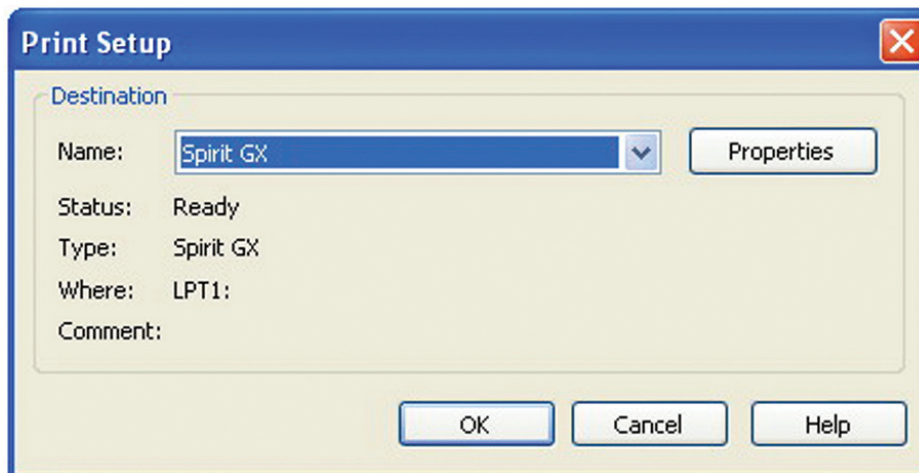 Print Setup
Destination
Name: Spirit GX Properties
Status: Ready
Type: Spirit GX
Where: LPT1:
Comment:
OK Cancel Help